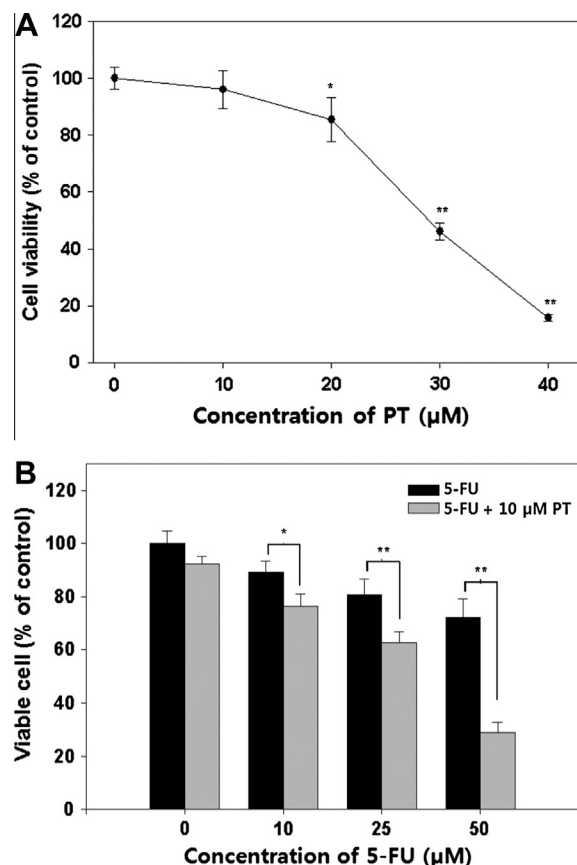 A
Cell viability (% of control)
120
100
80
60
40
20
0
*
**
**
0 10 20 30 40
Concentration of PT (µM)
B
Viable cell (% of control)
120
100
80
60
40
20
0
5-FU
5-FU + 10 µM PT
*
**
**
0 10 25 50
Concentration of 5-FU (µM)